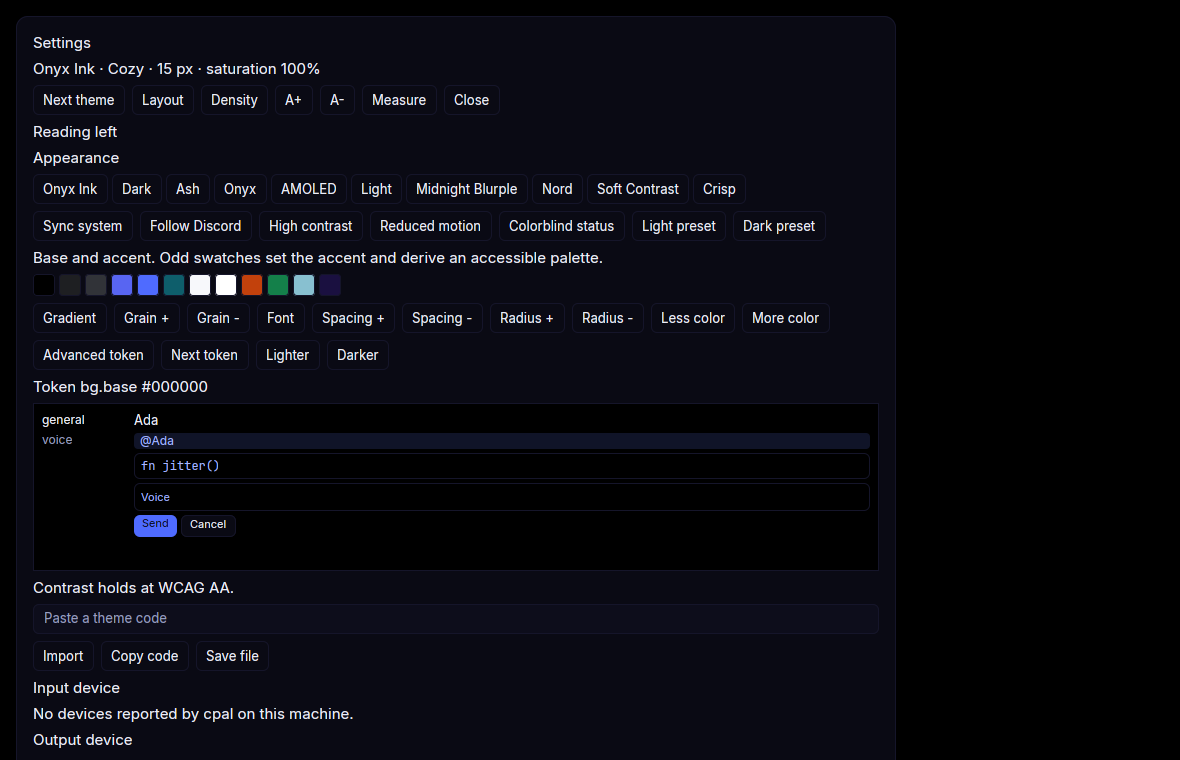 Settings
Onyx Ink · Cozy · 15 px · saturation 100%
Next theme Layout Density A+ A- Measure Close
Reading left
Appearance
Onyx Ink Dark Ash Onyx AMOLED Light Midnight Blurple Nord Soft Contrast Crisp
Sync system Follow Discord High contrast Reduced motion Colorblind status Light preset Dark preset
Base and accent. Odd swatches set the accent and derive an accessible palette.
Gradient Grain + Grain - Font Spacing + Spacing - Radius + Radius - Less color More color
Advanced token Next token Lighter Darker
Token bg.base #000000
general Ada
voice @Ada
fn jitter()
Voice
Send Cancel
Contrast holds at WCAG AA.
Paste a theme code
Import Copy code Save file
Input device
No devices reported by cpal on this machine.
Output device